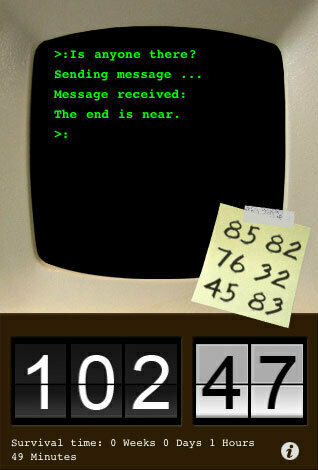 >:Is anyone there?
Sending message ...
Message received:
The end is near.
>:
85 82
76 32
45 83
102 47
Survival time: 0 Weeks 0 Days 1 Hours
49 Minutes
i